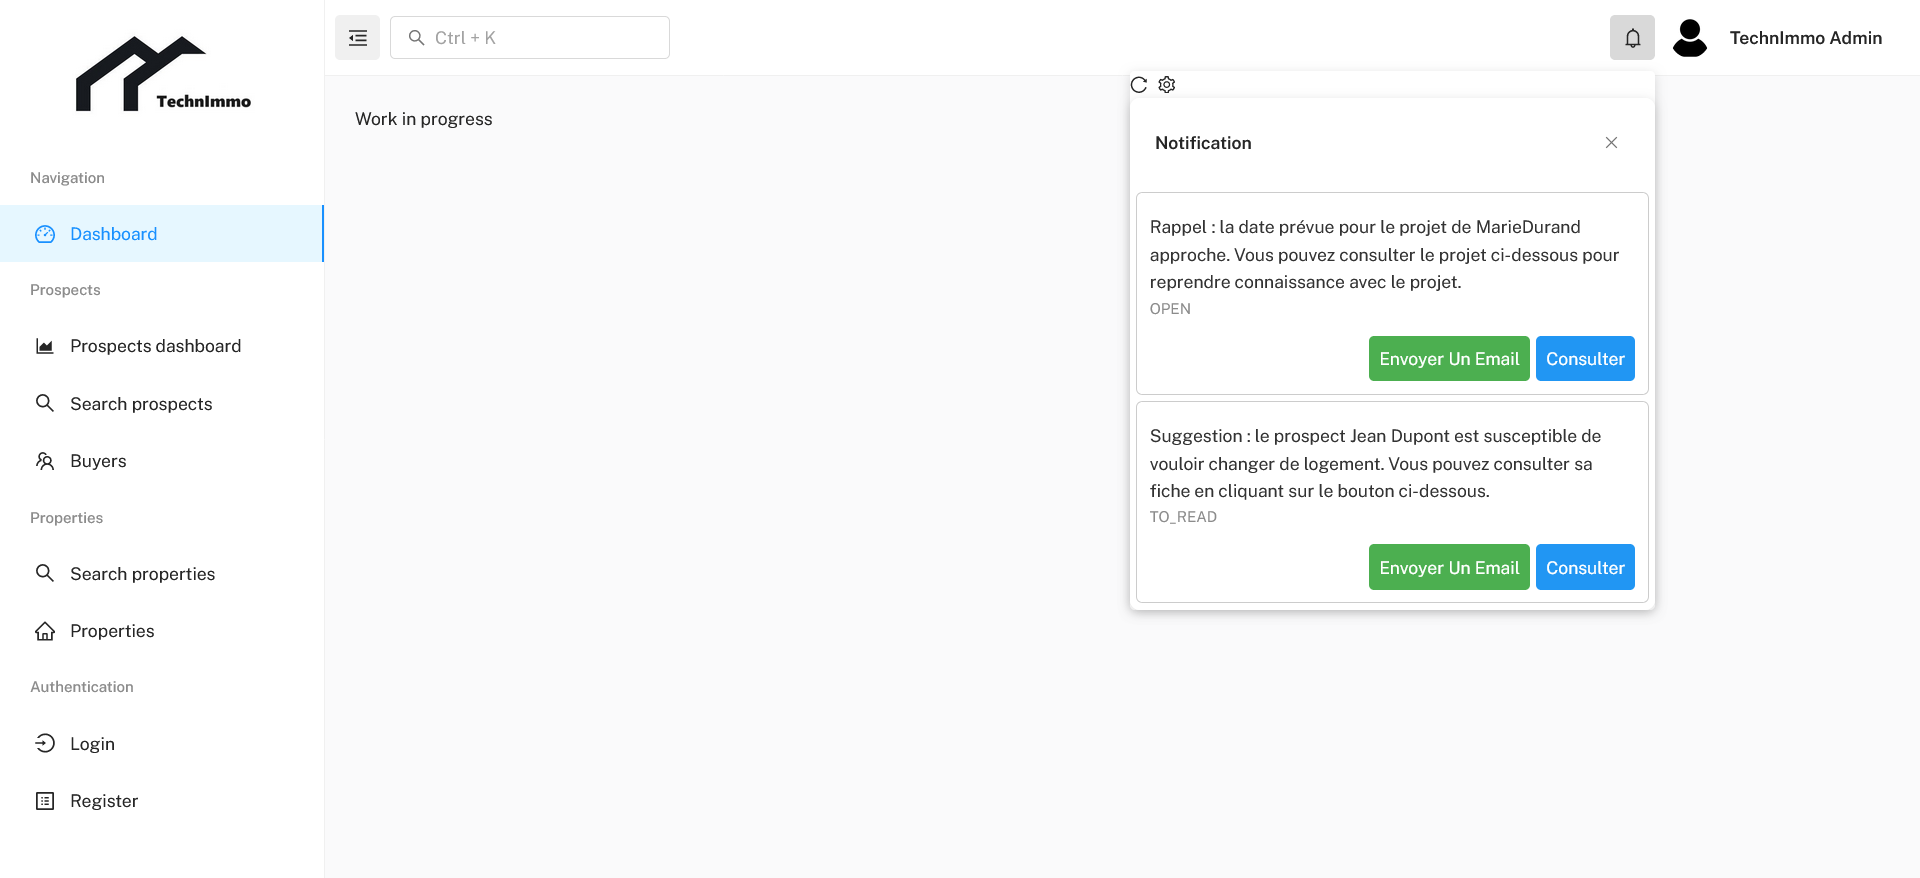 TechnImmo
Navigation
Dashboard
Prospects
Prospects dashboard
Search prospects
Buyers
Properties
Search properties
Properties
Authentication
Login
Register
Ctrl + K
TechnImmo Admin
Work in progress
Notification
Rappel : la date prévue pour le projet de MarieDurand
approche. Vous pouvez consulter le projet ci-dessous pour
reprendre connaissance avec le projet.
OPEN
Envoyer Un Email Consulter
Suggestion : le prospect Jean Dupont est susceptible de
vouloir changer de logement. Vous pouvez consulter sa
fiche en cliquant sur le bouton ci-dessous.
TO_READ
Envoyer Un Email Consulter